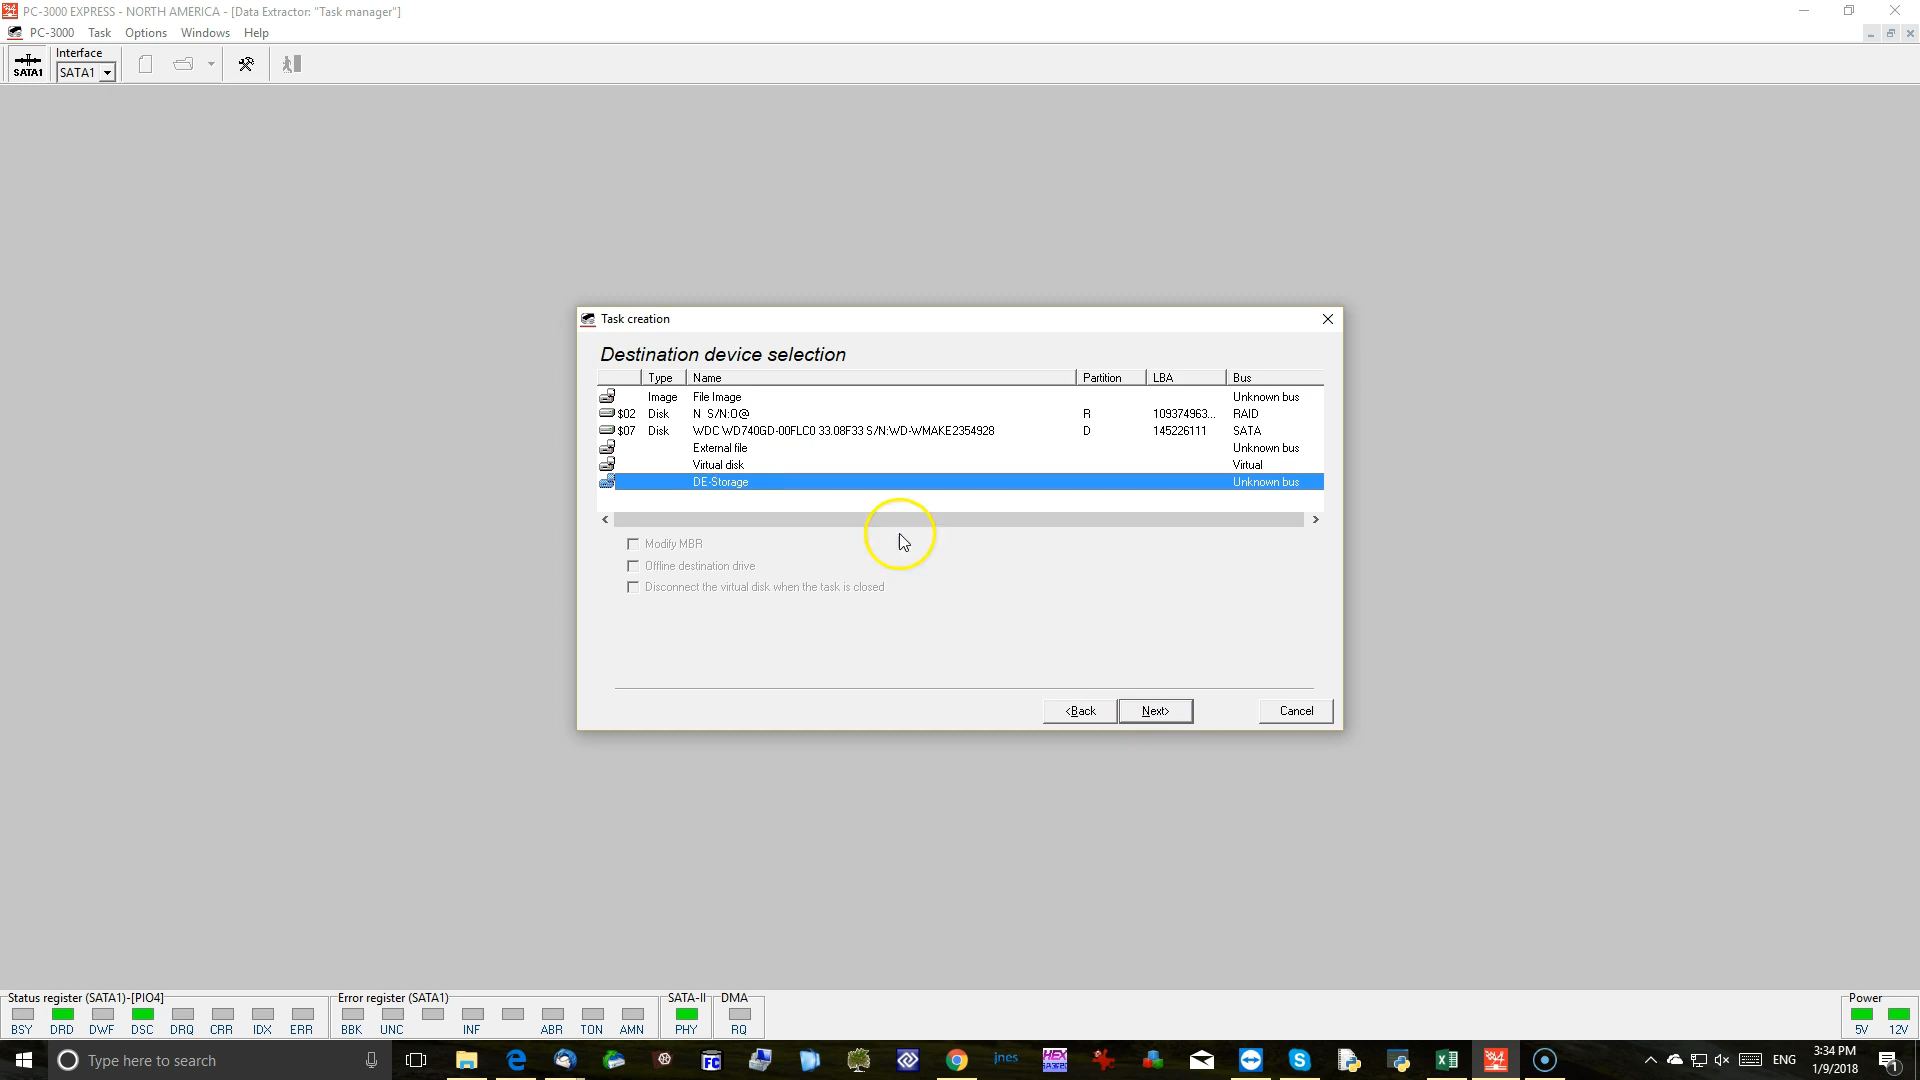 PC-3000 EXPRESS - NORTH AMERICA - [Data Extractor: "Task manager"]
PC-3000 Task Options Windows Help
SATA1
Interface
SATA1
Task creation
Destination device selection
Type Name Partition LBA Bus
Image File Image Unknown bus
$02 Disk N S/N:O@ R 109374963... RAID
$07 Disk WDC WD740GD-00FLC0 33.08F33 S/N:WD-WMAKE2354928 D 145226111 SATA
External file Unknown bus
Virtual disk Virtual
DE-Storage Unknown bus
Modify MBR
Offline destination drive
Disconnect the virtual disk when the task is closed
<Back Next> Cancel
Status register (SATA1)-[PIO4] Error register (SATA1) SATA-II DMA Power
BSY DRD DWF DSC DRQ CRR IDX ERR BBK UNC INF ABR TON AMN PHY RQ 5V 12V
Type here to search
jnes
HEX
ENG
3:34 PM
1/9/2018
1